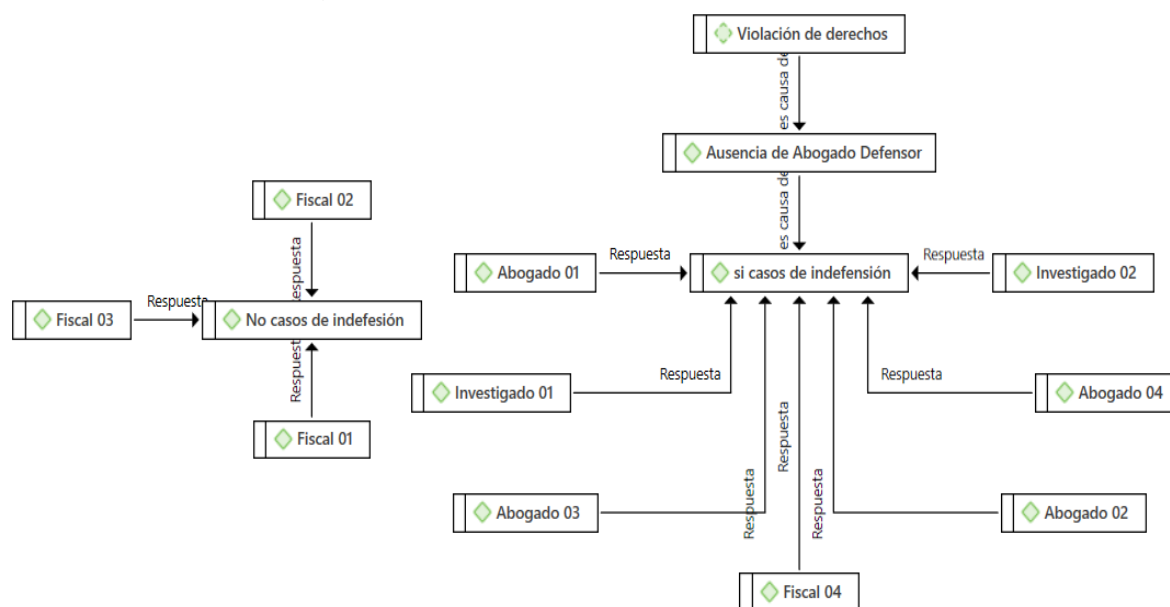 Violación de derechos
es causa de
Ausencia de Abogado Defensor
es causa de
Fiscal 02
Respuesta
Abogado 01
Respuesta
si casos de indefensión
Respuesta
Investigado 02
Fiscal 03
Respuesta
No casos de indefesión
Respuesta
Investigado 01
Respuesta
Respuesta
Abogado 04
Fiscal 01
Respuesta
Respuesta
Respuesta
Abogado 03
Abogado 02
Fiscal 04